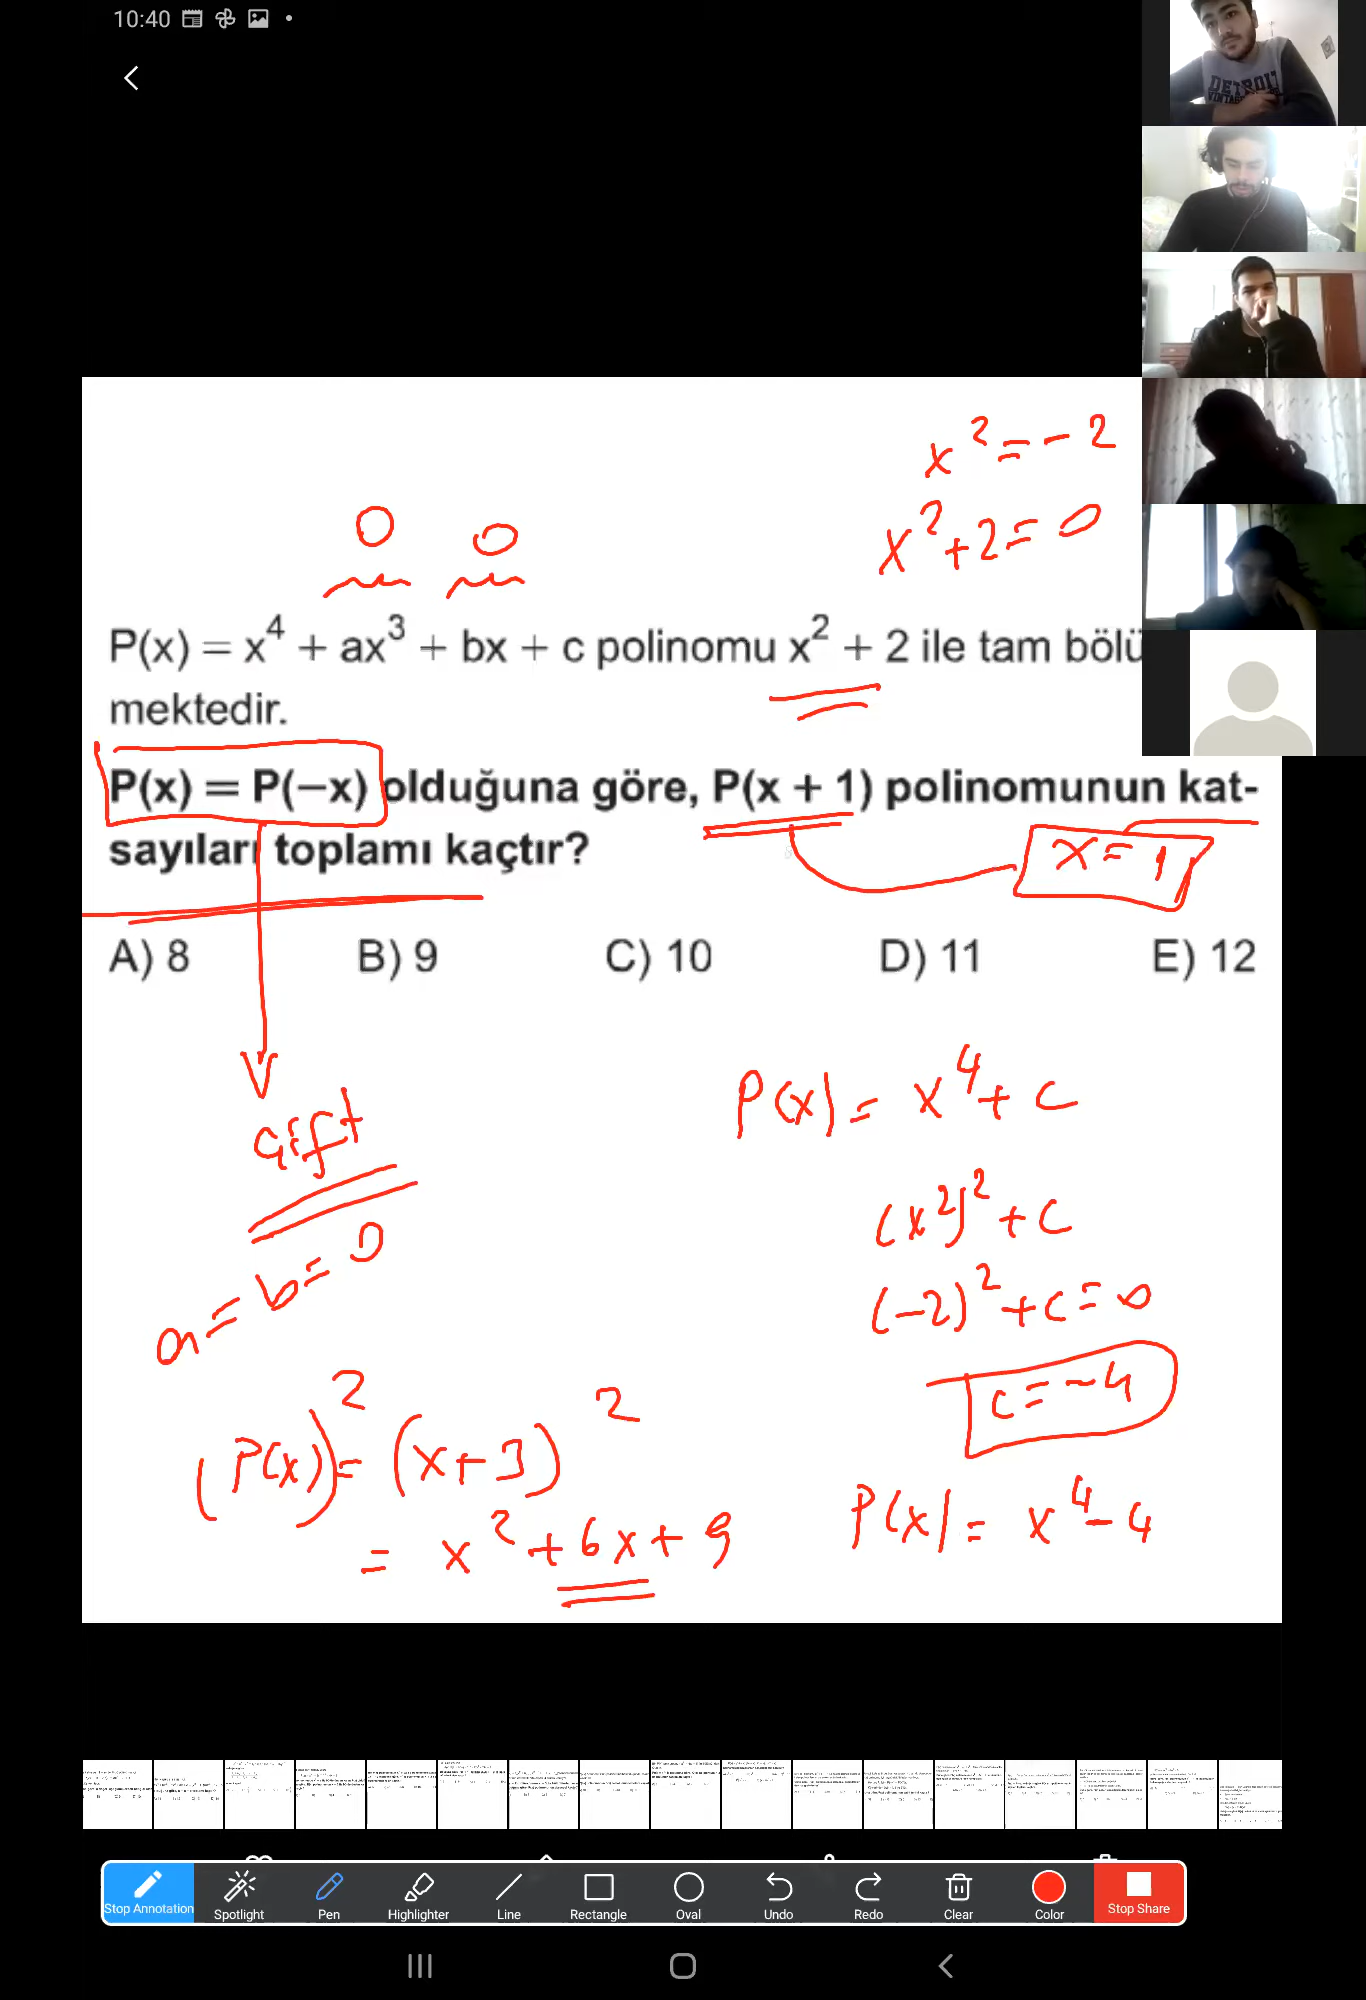 10:40
DETROIT
x² = -2
x² + 2 = 0
0 0
P(x) = x⁴ + ax³ + bx + c polinomu x² + 2 ile tam bölü
mektedir.
P(x) = P(−x) olduğuna göre, P(x + 1) polinomunun kat-
sayıları toplamı kaçtır?
x = 1
A) 8 B) 9 C) 10 D) 11 E) 12
çift
a = b = 0
P(x) = x⁴ + c
(x²)² + c
(-2)² + c = 0
c = -4
P(x) = x⁴ - 4
(P(x))² = (x+3)²
= x² + 6x + 9
Stop Annotation Spotlight Pen Highlighter Line Rectangle Oval Undo Redo Clear Color Stop Share